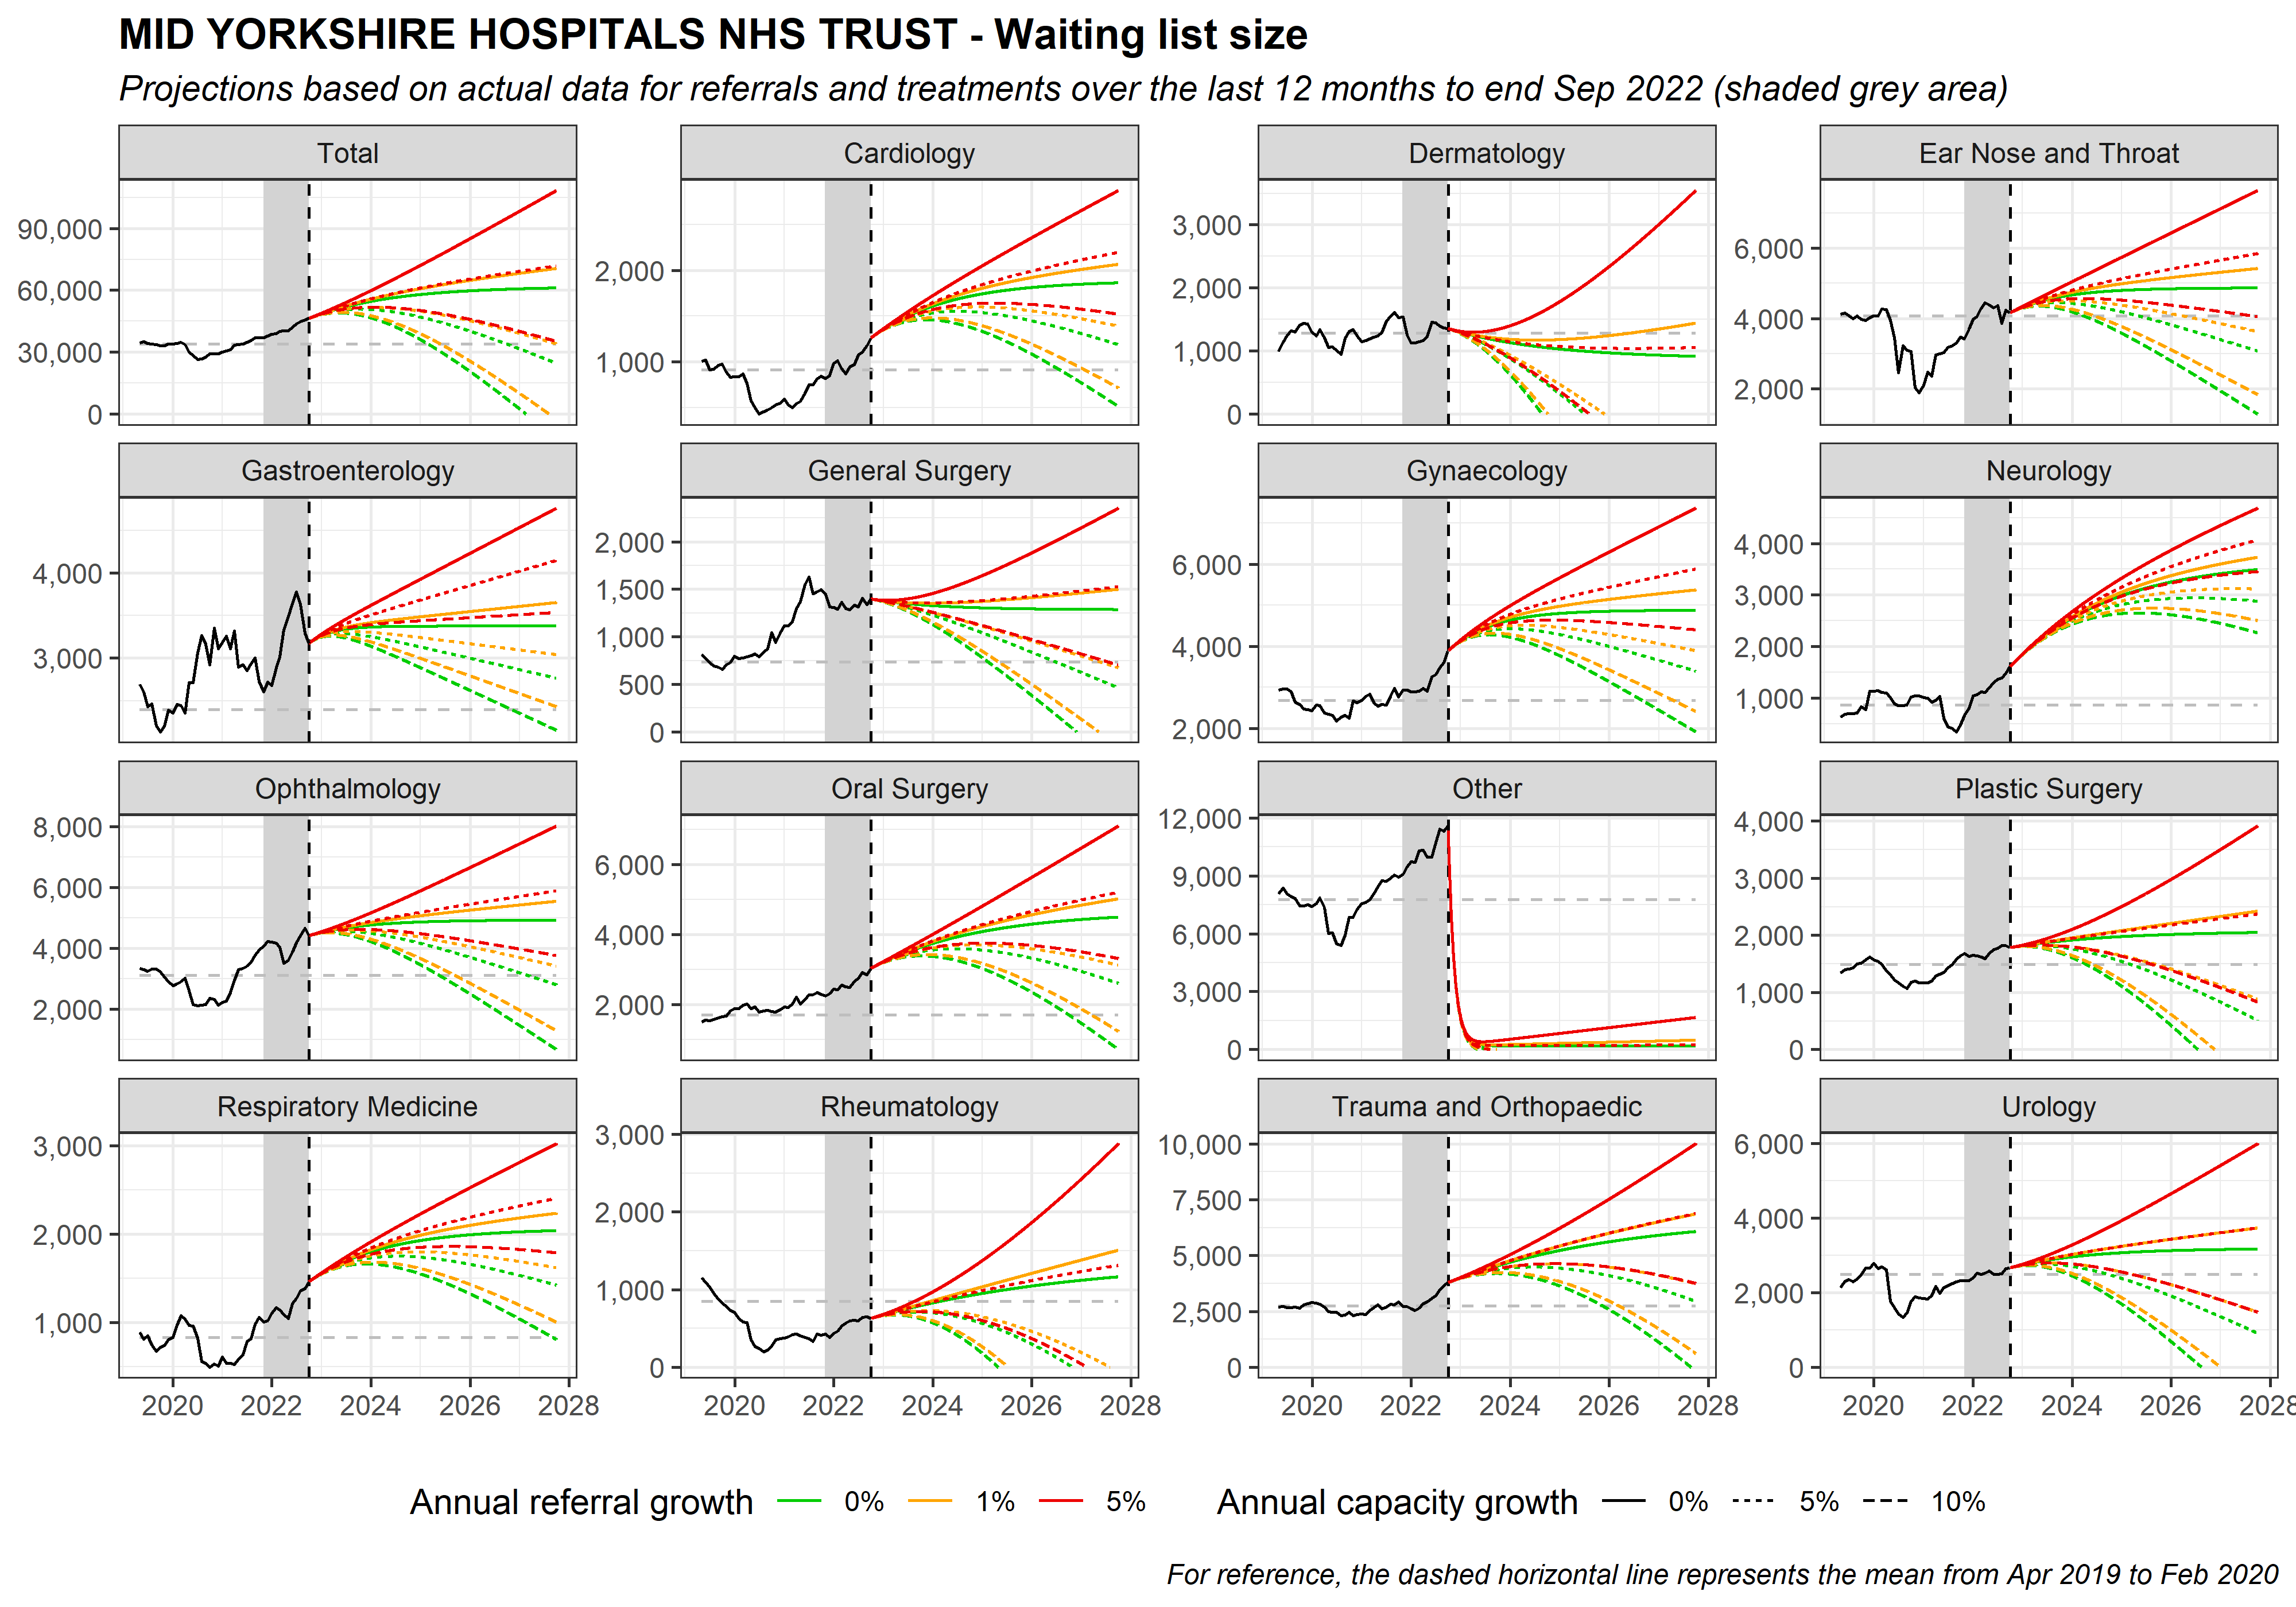 MID YORKSHIRE HOSPITALS NHS TRUST - Waiting list size
Projections based on actual data for referrals and treatments over the last 12 months to end Sep 2022 (shaded grey area)
Total
Cardiology
Dermatology
Ear Nose and Throat
90,000
60,000
30,000
0
2,000
1,000
3,000
2,000
1,000
0
6,000
4,000
2,000
Gastroenterology
General Surgery
Gynaecology
Neurology
4,000
3,000
2,000
1,500
1,000
500
0
6,000
4,000
2,000
4,000
3,000
2,000
1,000
Ophthalmology
Oral Surgery
Other
Plastic Surgery
8,000
6,000
4,000
2,000
6,000
4,000
2,000
12,000
9,000
6,000
3,000
0
4,000
3,000
2,000
1,000
0
Respiratory Medicine
Rheumatology
Trauma and Orthopaedic
Urology
3,000
2,000
1,000
3,000
2,000
1,000
0
10,000
7,500
5,000
2,500
0
6,000
4,000
2,000
0
2020 2022 2024 2026 2028
2020 2022 2024 2026 2028
2020 2022 2024 2026 2028
2020 2022 2024 2026 2028
Annual referral growth 0% 1% 5%
Annual capacity growth 0% 5% 10%
For reference, the dashed horizontal line represents the mean from Apr 2019 to Feb 2020